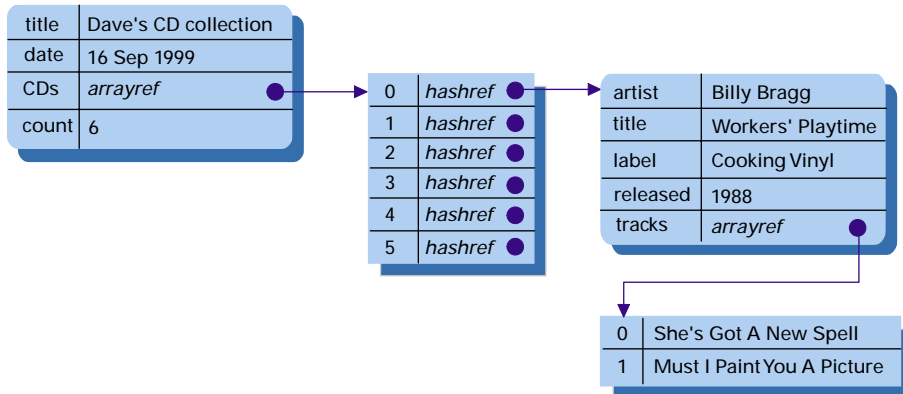 title Dave's CD collection
date 16 Sep 1999
CDs arrayref
count 6
0 hashref
1 hashref
2 hashref
3 hashref
4 hashref
5 hashref
artist Billy Bragg
title Workers' Playtime
label Cooking Vinyl
released 1988
tracks arrayref
0 She's Got A New Spell
1 Must I Paint You A Picture